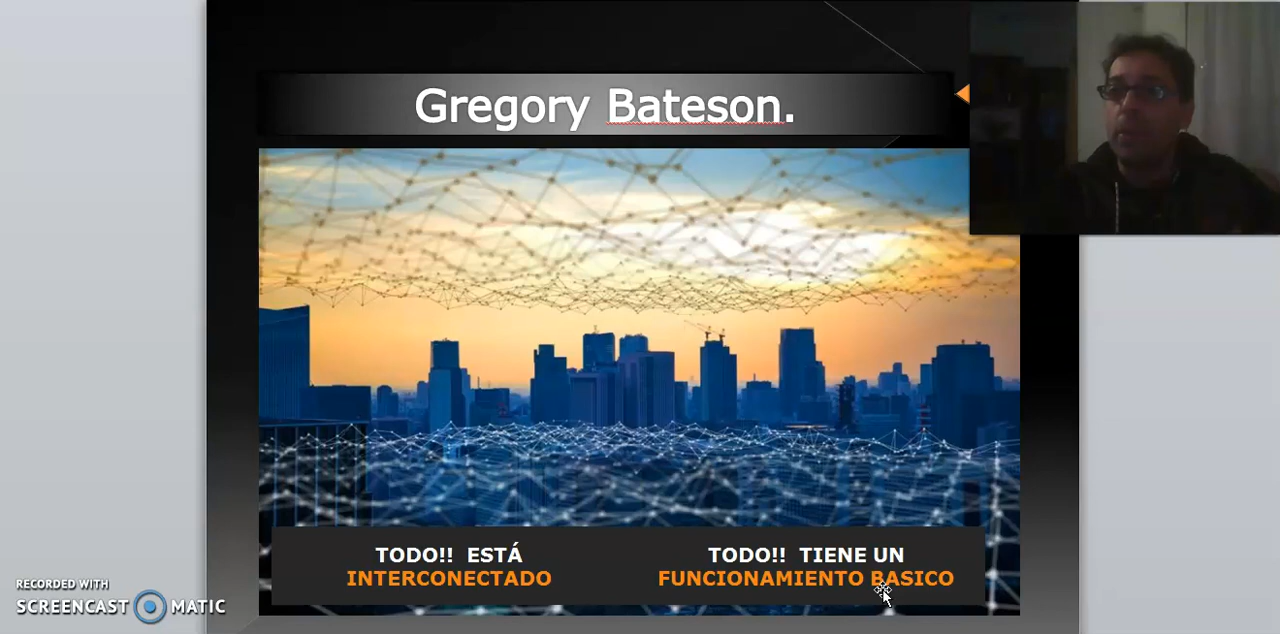 Gregory Bateson.
TODO!! ESTÁ
INTERCONECTADO
TODO!! TIENE UN
FUNCIONAMIENTO BASICO
RECORDED WITH
SCREENCAST MATIC